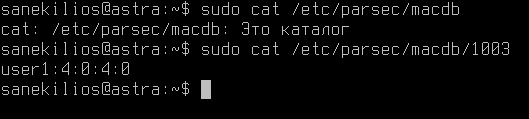 sanekilios@astra:~$ sudo cat /etc/parsec/macdb
cat: /etc/parsec/macdb: Это каталог
sanekilios@astra:~$ sudo cat /etc/parsec/macdb/1003
user1:4:0:4:0
sanekilios@astra:~$